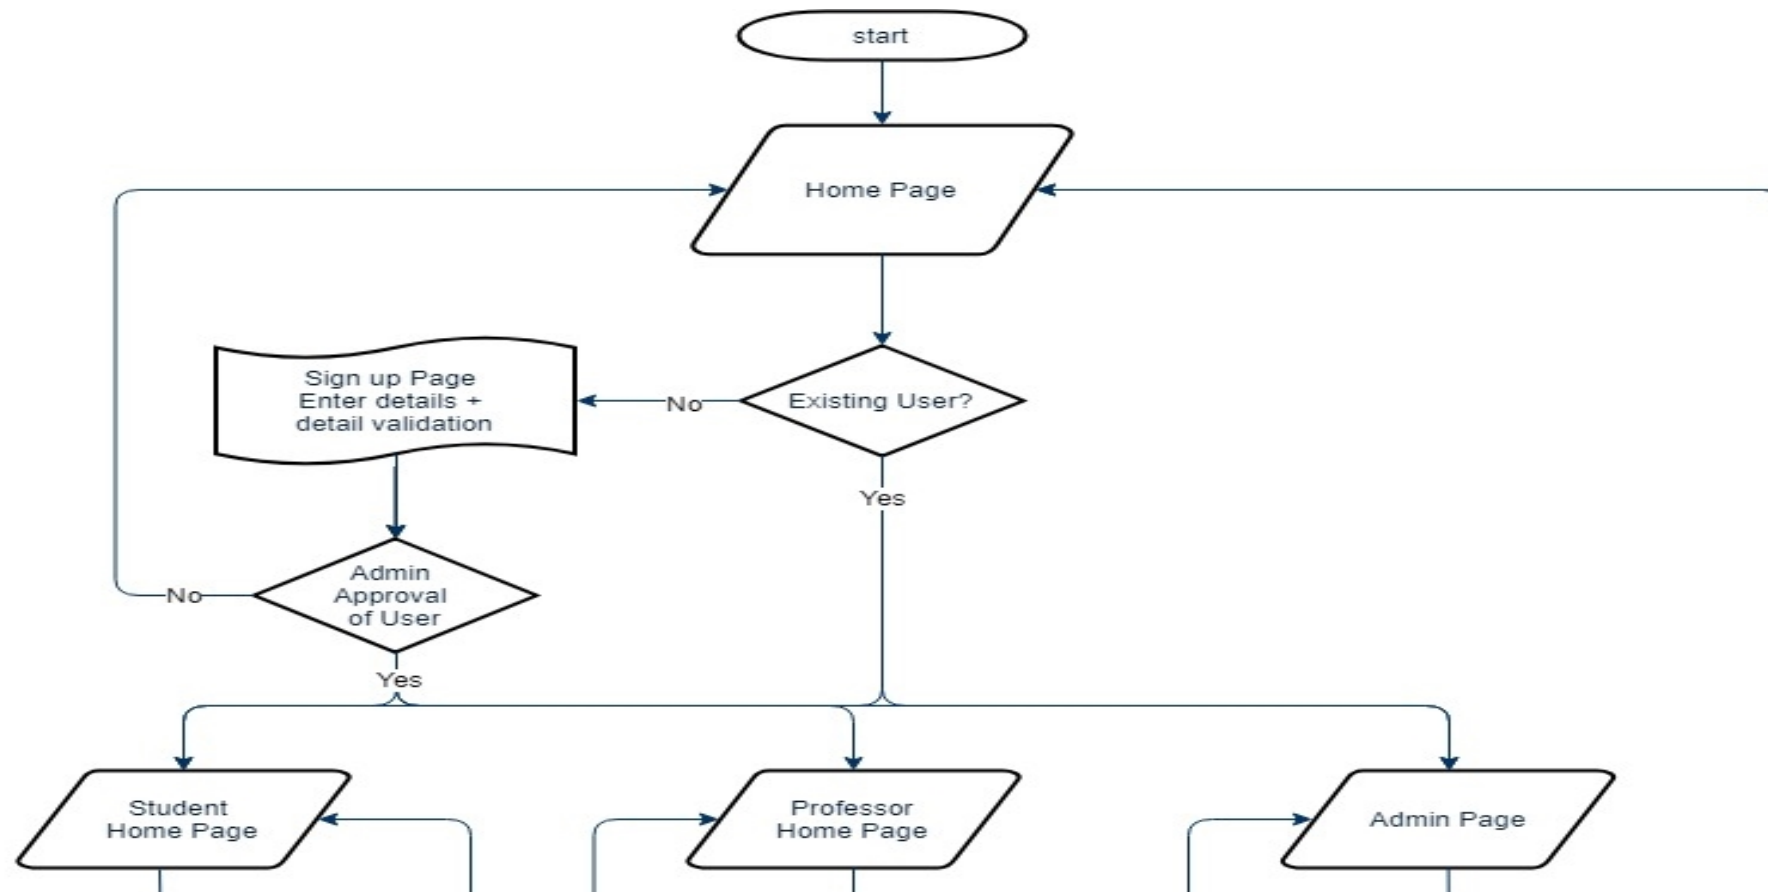 start
Home Page
Existing User?
No
Sign up Page
Enter details +
detail validation
Yes
Admin
Approval
of User
No
Yes
Student
Home Page
Professor
Home Page
Admin Page